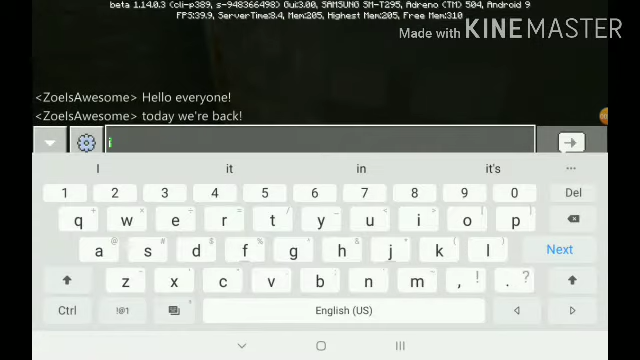 beta 1.14.0.3 (cli-p389, s-948366498) Gui:3.00, SAMSUNG SM-T295, Adreno (TM) 504, Android 9
FPS:39.9, ServerTime:8.4, Mem:205, Highest Mem:205, Free Mem:310
Made with KINEMASTER
<ZoeIsAwesome> Hello everyone!
<ZoeIsAwesome> today we're back!
i
I it in it's ...
1 2 3 4 5 6 7 8 9 0 Del
q w e r t y u i o p
a s d f g h j k l Next
z x c v b n m , ! . ?
Ctrl !@1 English (US)